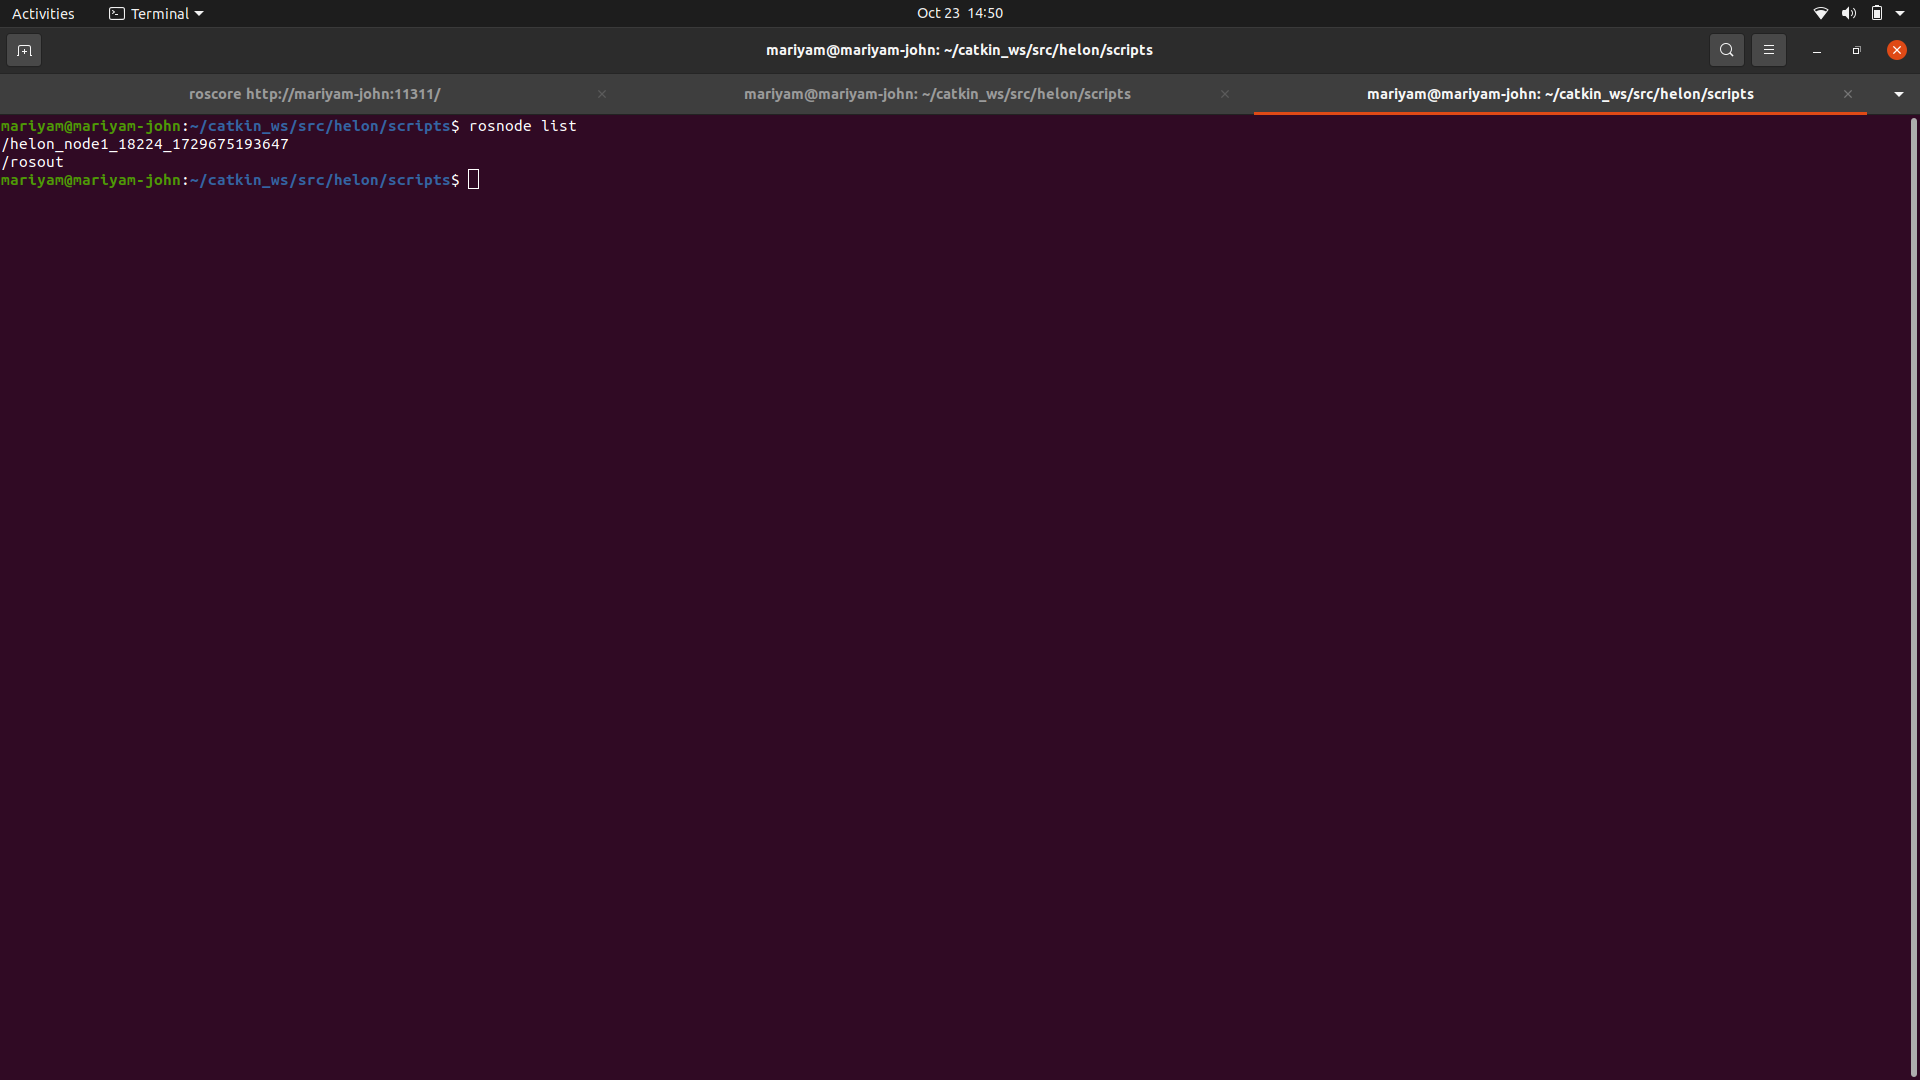 Activities Terminal Oct 23 14:50
mariyam@mariyam-john: ~/catkin_ws/src/helon/scripts
roscore http://mariyam-john:11311/ mariyam@mariyam-john: ~/catkin_ws/src/helon/scripts mariyam@mariyam-john: ~/catkin_ws/src/helon/scripts
mariyam@mariyam-john:~/catkin_ws/src/helon/scripts$ rosnode list
/helon_node1_18224_1729675193647
/rosout
mariyam@mariyam-john:~/catkin_ws/src/helon/scripts$